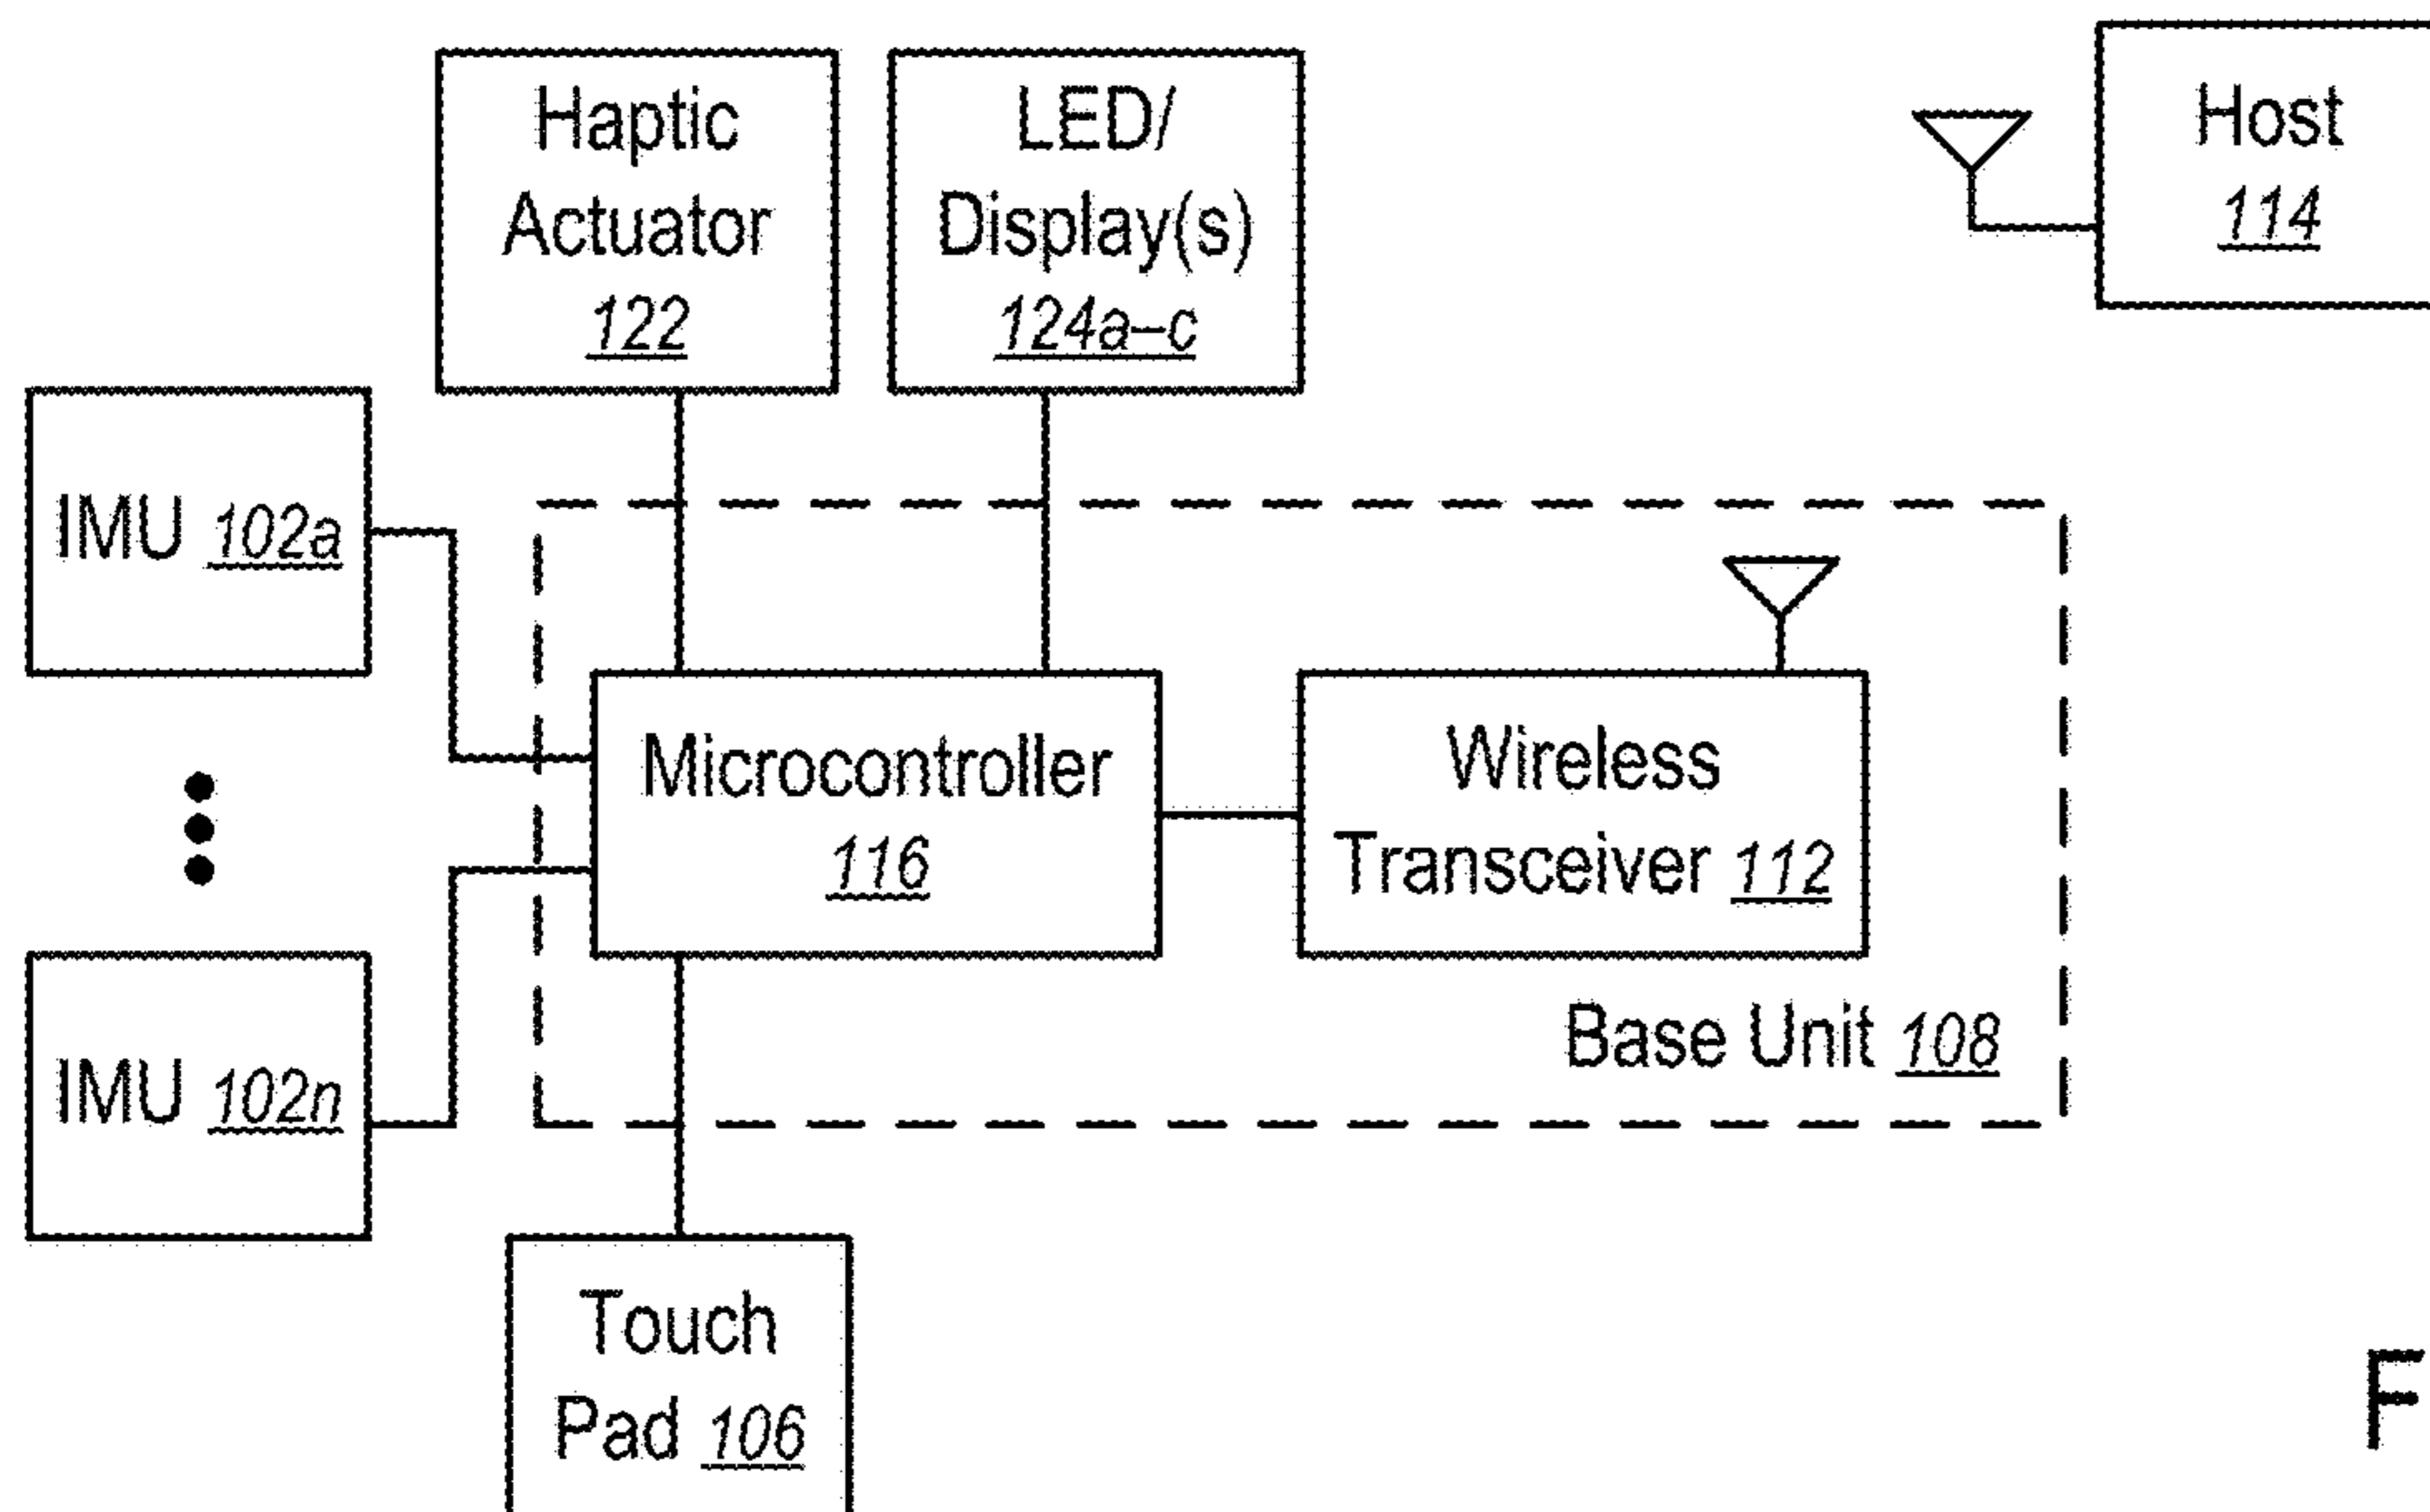 Haptic
Actuator
122
LED/
Display(s)
124a–c
Host
114
IMU 102a
Microcontroller
116
Wireless
Transceiver 112
Base Unit 108
IMU 102n
Touch
Pad 106
F